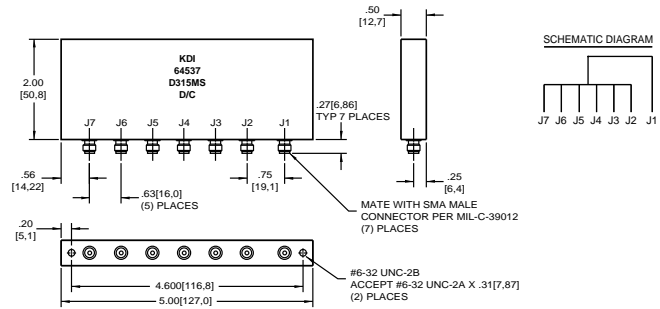 .50
[12,7]
SCHEMATIC DIAGRAM
KDI
64537
D315MS
D/C
2.00
[50,8]
.27[6,86]
TYP 7 PLACES
J7 J6 J5 J4 J3 J2 J1
J7 J6 J5 J4 J3 J2 J1
.56
[14,22]
.63[16,0]
(5) PLACES
.75
[19,1]
.25
[6,4]
MATE WITH SMA MALE
CONNECTOR PER MIL-C-39012
(7) PLACES
.20
[5,1]
4.600[116,8]
5.00[127,0]
#6-32 UNC-2B
ACCEPT #6-32 UNC-2A X .31[7,87]
(2) PLACES